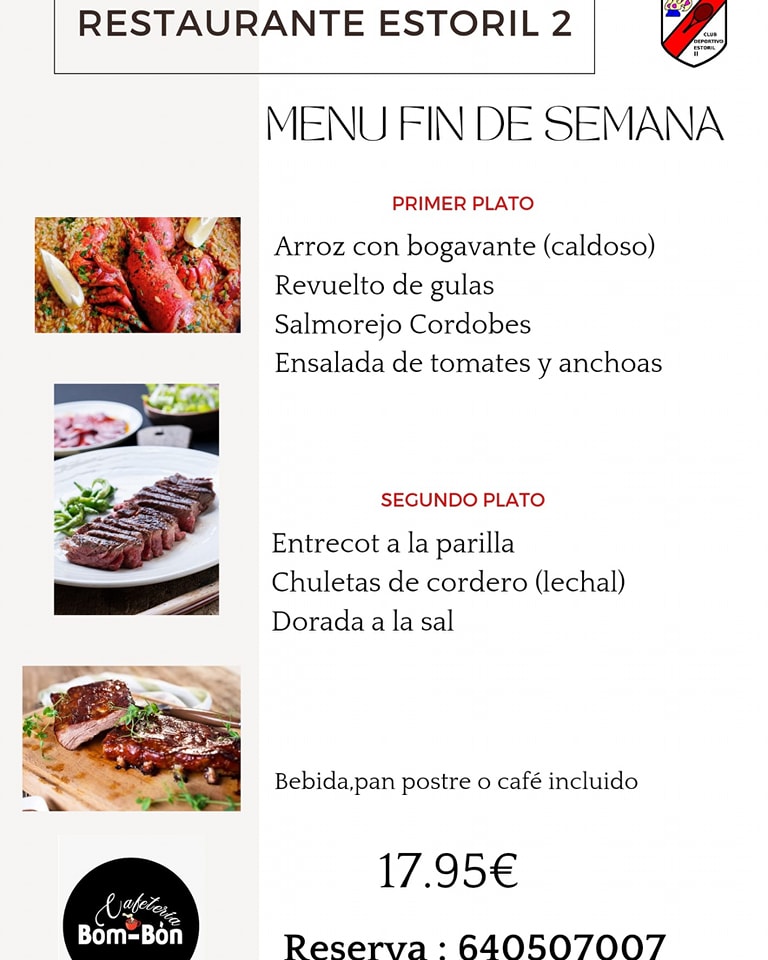 RESTAURANTE ESTORIL 2
CLUB
DEPORTIVO
ESTORIL
II
MENU FIN DE SEMANA
PRIMER PLATO
Arroz con bogavante (caldoso)
Revuelto de gulas
Salmorejo Cordobes
Ensalada de tomates y anchoas
SEGUNDO PLATO
Entrecot a la parilla
Chuletas de cordero (lechal)
Dorada a la sal
Bebida,pan postre o café incluido
17.95€
Cafetería
Bom-Bón
Reserva : 640507007